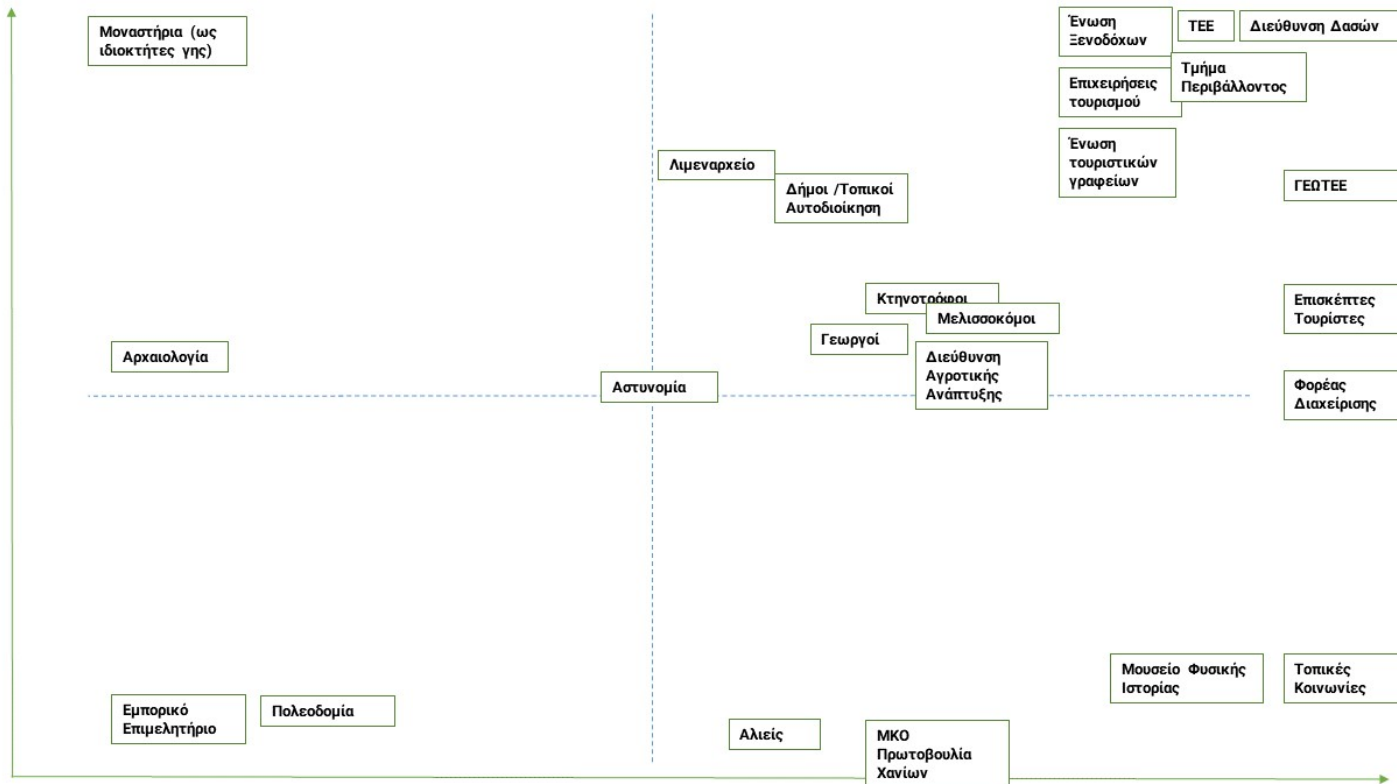 Μοναστήρια (ως
ιδιοκτήτες γης)
Ένωση
Ξενοδόχων
ΤΕΕ
Διεύθυνση Δασών
Επιχειρήσεις
τουρισμού
Τμήμα
Περιβάλλοντος
Ένωση
τουριστικών
γραφείων
Λιμεναρχείο
Δήμοι /Τοπικοί
Αυτοδιοίκηση
ΓΕΩΤΕΕ
Κτηνοτρόφοι
Μελισσοκόμοι
Γεωργοί
Επισκέπτες
Τουρίστες
Αρχαιολογία
Διεύθυνση
Αγροτικής
Ανάπτυξης
Αστυνομία
Φορέας
Διαχείρισης
Μουσείο Φυσικής
Ιστορίας
Τοπικές
Κοινωνίες
Εμπορικό
Επιμελητήριο
Πολεοδομία
Αλιείς
ΜΚΟ
Πρωτοβουλία
Χανίων